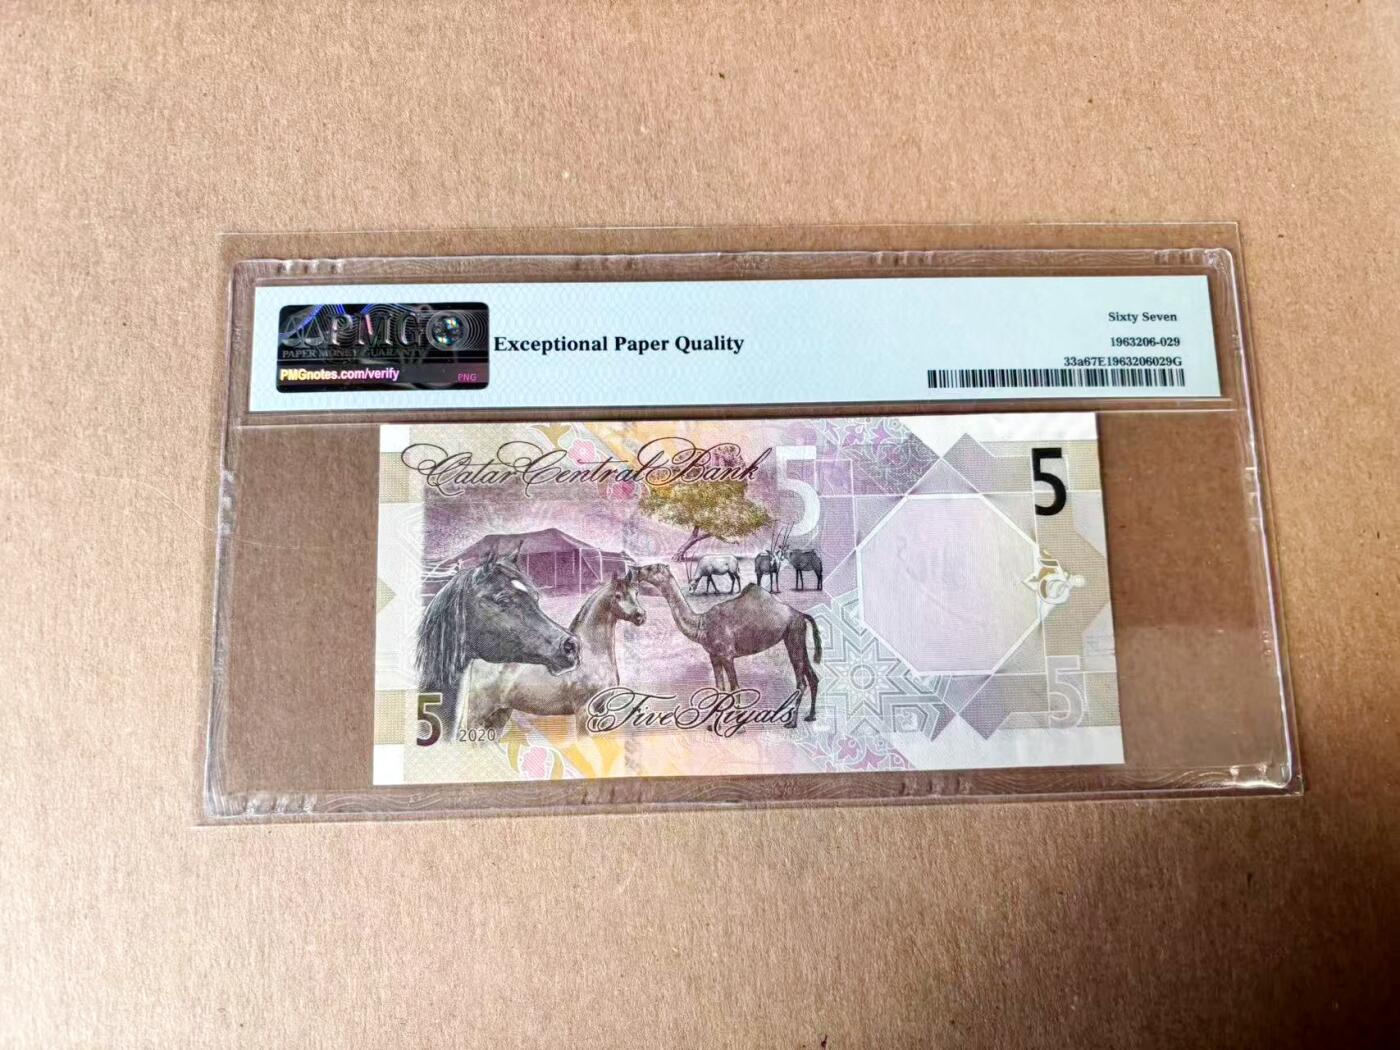 PMG
PAPER MONEY GUARANTY
PMGnotes.com/verify
PNG
Exceptional Paper Quality
Sixty Seven
1963206-029
33a67E1963206029G
Qatar Central Bank
5
5
5
5
2020
Five Riyals